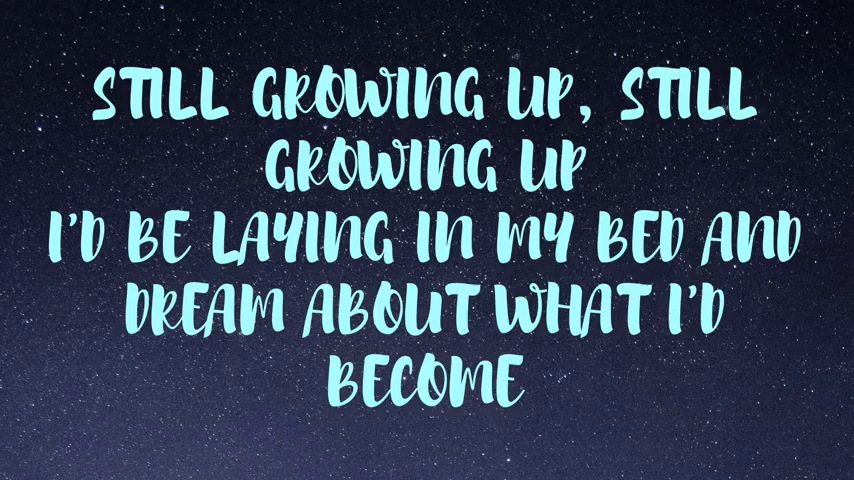 STILL GROWING UP, STILL
GROWING UP
I'D BE LAYING IN MY BED AND
DREAM ABOUT WHAT I'D
BECOME